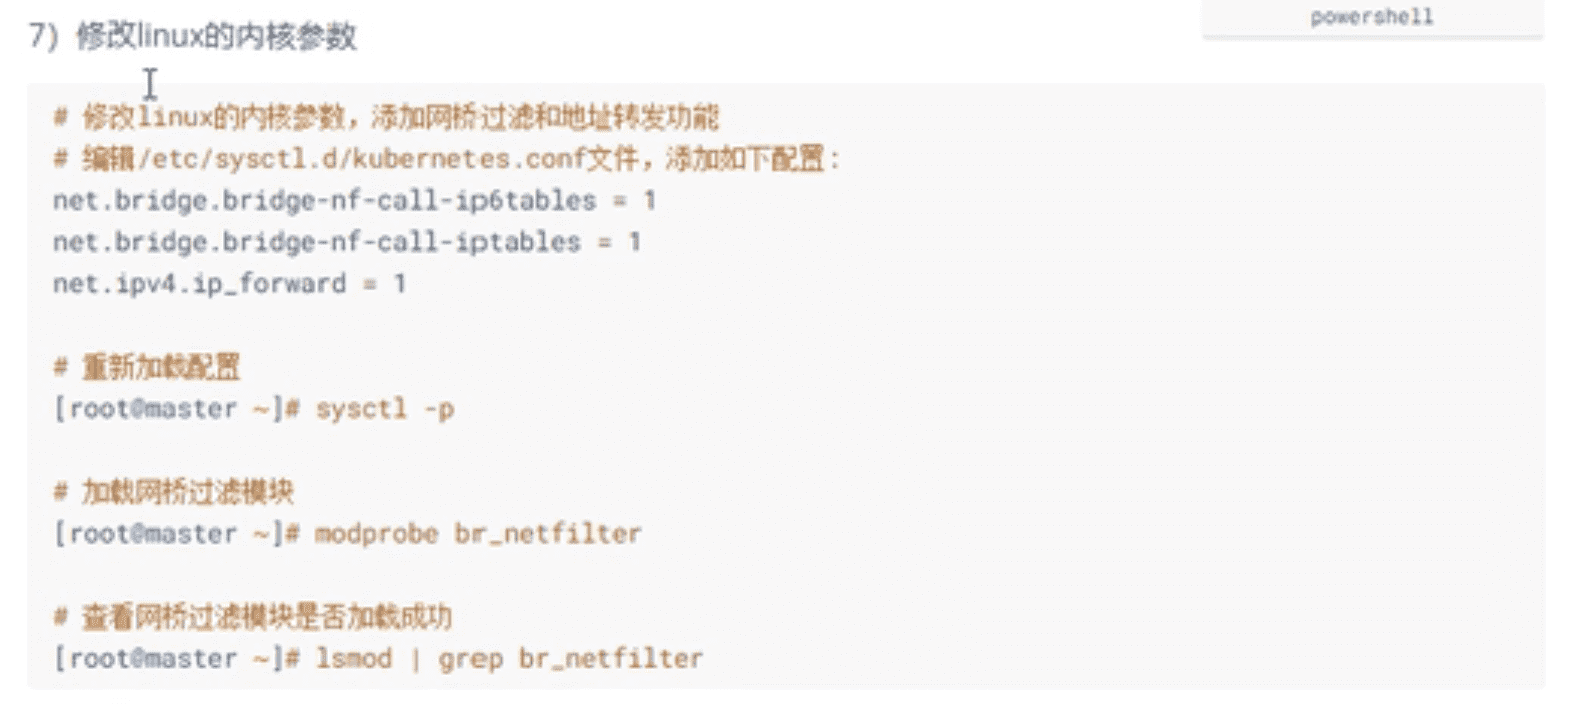 powershell
7) 修改linux的内核参数
# 修改linux的内核参数，添加网桥过滤和地址转发功能
# 编辑/etc/sysctl.d/kubernetes.conf文件，添加如下配置：
net.bridge.bridge-nf-call-ip6tables = 1
net.bridge.bridge-nf-call-iptables = 1
net.ipv4.ip_forward = 1
# 重新加载配置
[root@master ~]# sysctl -p
# 加载网桥过滤模块
[root@master ~]# modprobe br_netfilter
# 查看网桥过滤模块是否加载成功
[root@master ~]# lsmod | grep br_netfilter